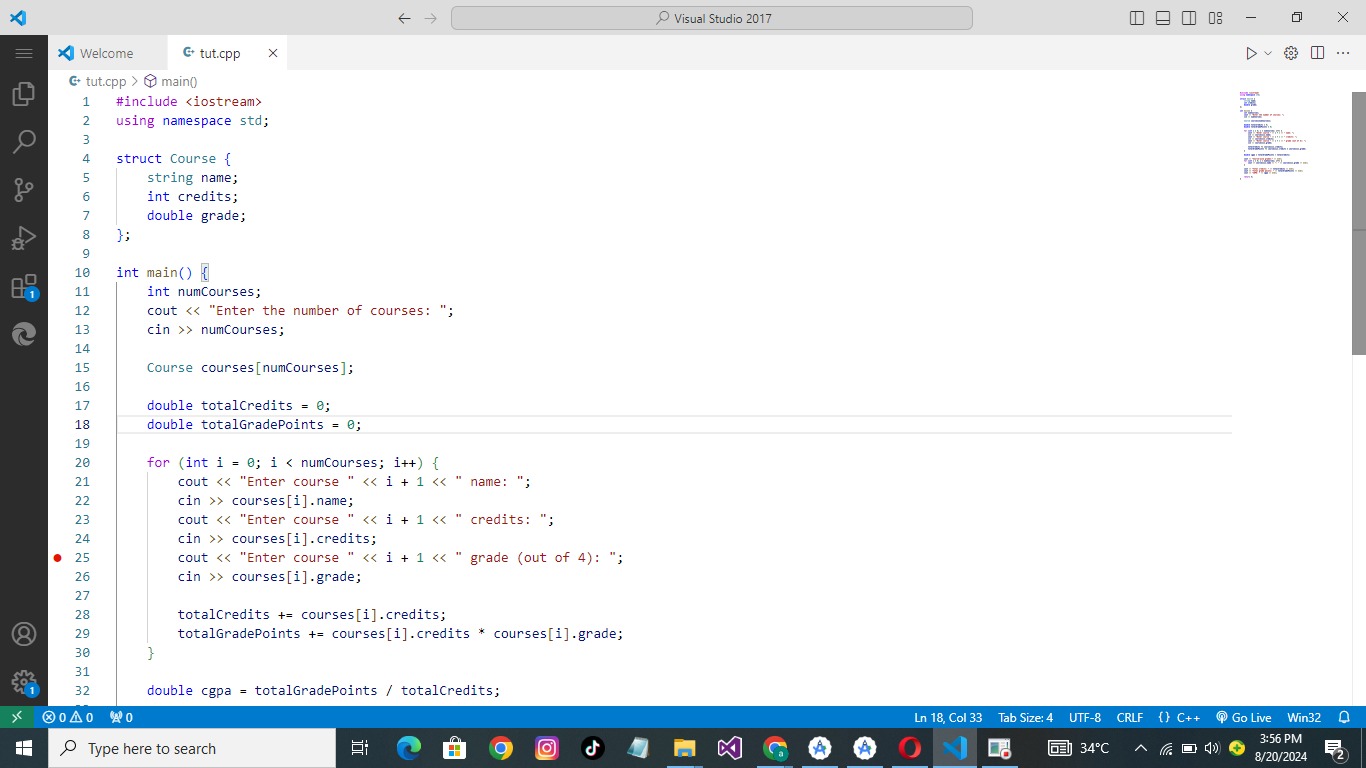 Visual Studio 2017
Welcome
tut.cpp
tut.cpp > main()
1 #include <iostream>
2 using namespace std;
3
4 struct Course {
5 string name;
6 int credits;
7 double grade;
8 };
9
10 int main() {
11 int numCourses;
12 cout << "Enter the number of courses: ";
13 cin >> numCourses;
14
15 Course courses[numCourses];
16
17 double totalCredits = 0;
18 double totalGradePoints = 0;
19
20 for (int i = 0; i < numCourses; i++) {
21 cout << "Enter course " << i + 1 << " name: ";
22 cin >> courses[i].name;
23 cout << "Enter course " << i + 1 << " credits: ";
24 cin >> courses[i].credits;
25 cout << "Enter course " << i + 1 << " grade (out of 4): ";
26 cin >> courses[i].grade;
27
28 totalCredits += courses[i].credits;
29 totalGradePoints += courses[i].credits * courses[i].grade;
30 }
31
32 double cgpa = totalGradePoints / totalCredits;
1
1
0 0 0 Ln 18, Col 33 Tab Size: 4 UTF-8 CRLF {} C++ Go Live Win32
Type here to search
34°C
3:56 PM
8/20/2024
2